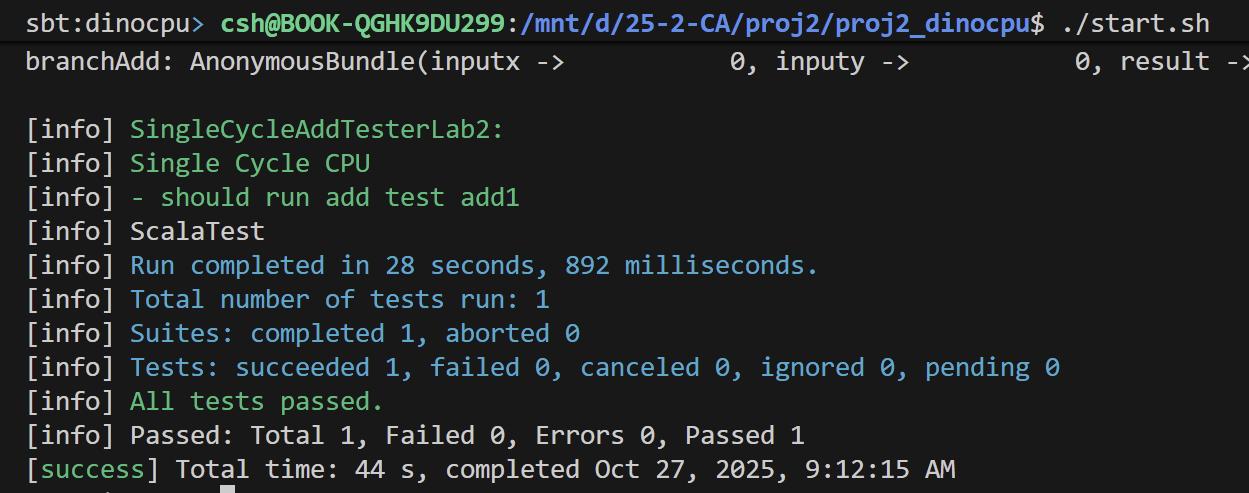 sbt:dinocpu> csh@BOOK-QGHK9DU299:/mnt/d/25-2-CA/proj2/proj2_dinocpu$ ./start.sh
branchAdd: AnonymousBundle(inputx ->           0, inputy ->           0, result ->
[info] SingleCycleAddTesterLab2:
[info] Single Cycle CPU
[info] - should run add test add1
[info] ScalaTest
[info] Run completed in 28 seconds, 892 milliseconds.
[info] Total number of tests run: 1
[info] Suites: completed 1, aborted 0
[info] Tests: succeeded 1, failed 0, canceled 0, ignored 0, pending 0
[info] All tests passed.
[info] Passed: Total 1, Failed 0, Errors 0, Passed 1
[success] Total time: 44 s, completed Oct 27, 2025, 9:12:15 AM